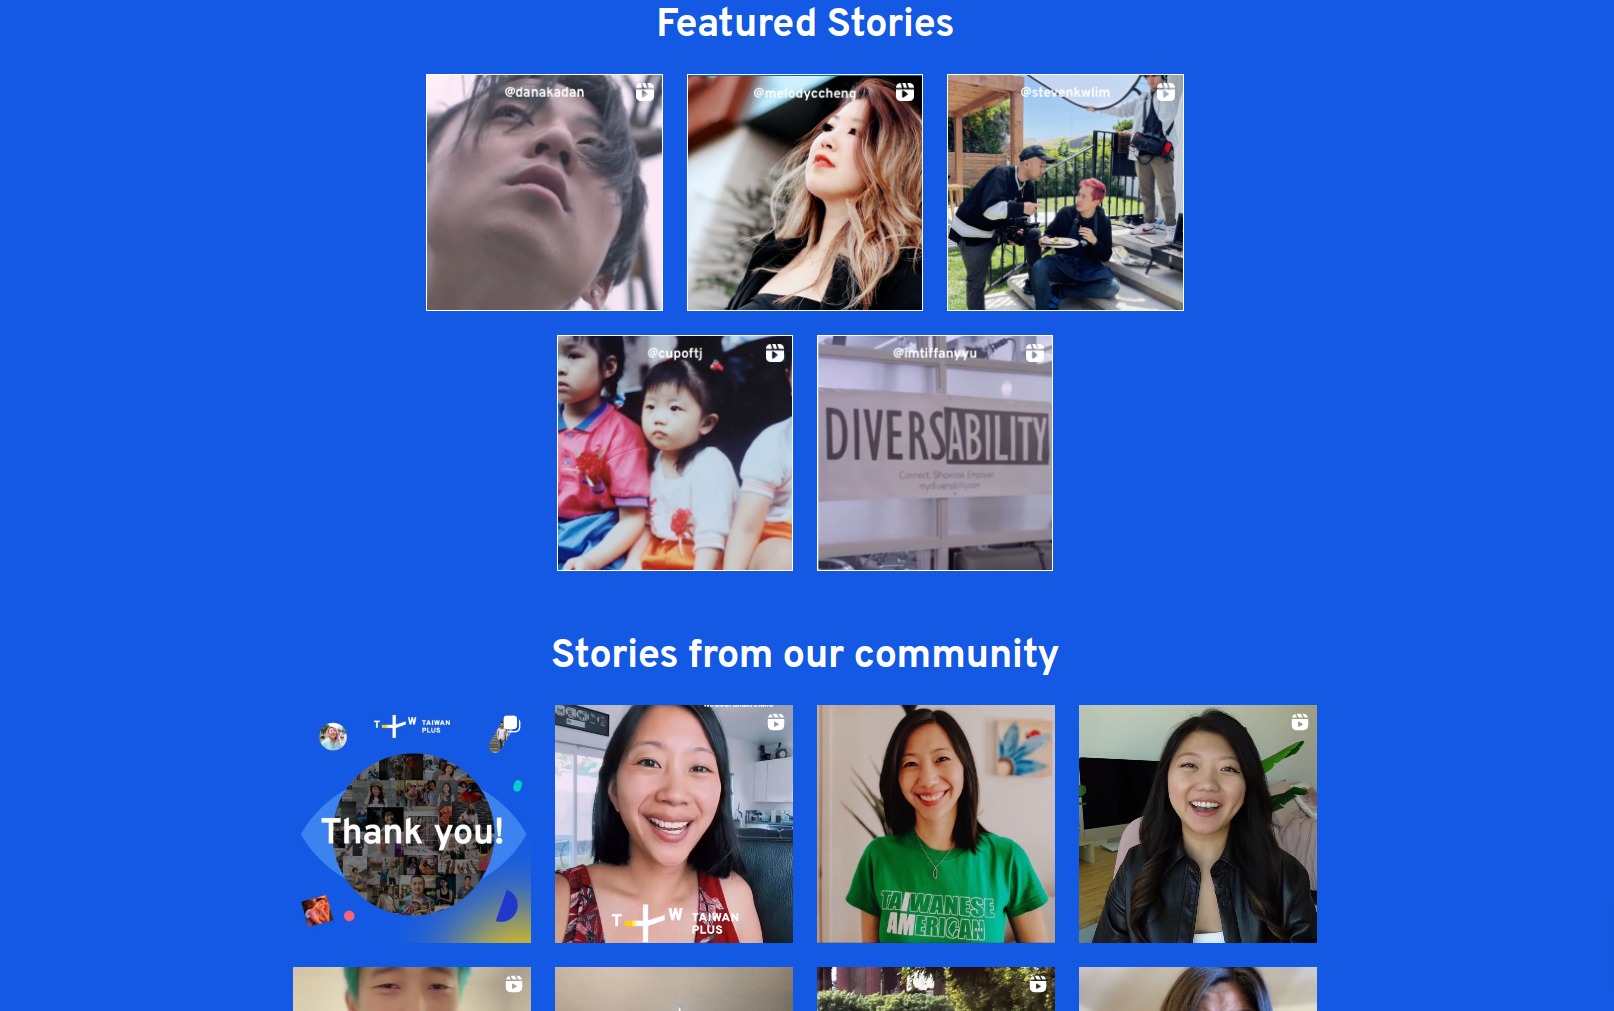 Featured Stories
@danakadan
@melodyccheng
@stevenkwlim
@cupoftj
@imtiffanyyu
DIVERSABILITY
Connect. Showcase. Empower
mydiversability.com
Stories from our community
T W TAIWAN
PLUS
Thank you!
T W TAIWAN
PLUS
TAIWANESE
AMERICAN